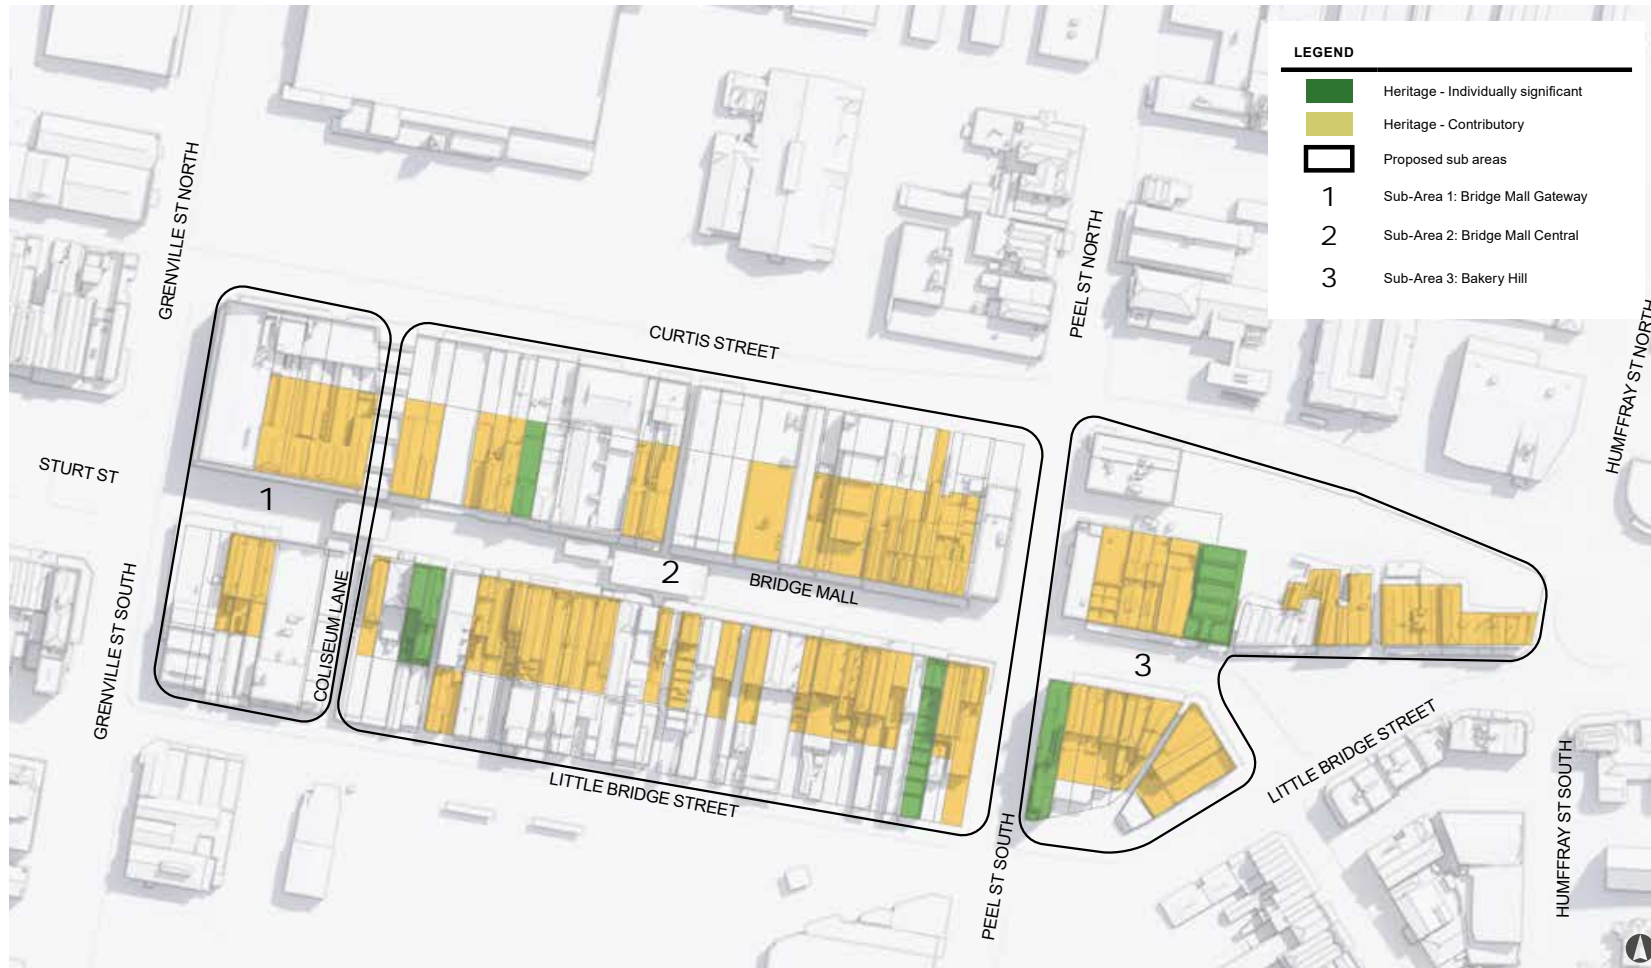 LEGEND
Heritage - Individually significant
Heritage - Contributory
Proposed sub areas
1 Sub-Area 1: Bridge Mall Gateway
2 Sub-Area 2: Bridge Mall Central
3 Sub-Area 3: Bakery Hill
GRENVILLE ST NORTH
PEEL ST NORTH
HUMFFRAY ST NORTH
CURTIS STREET
STURT ST
1
2
BRIDGE MALL
3
COLISEUM LANE
GRENVILLE ST SOUTH
LITTLE BRIDGE STREET
LITTLE BRIDGE STREET
PEEL ST SOUTH
HUMFFRAY ST SOUTH